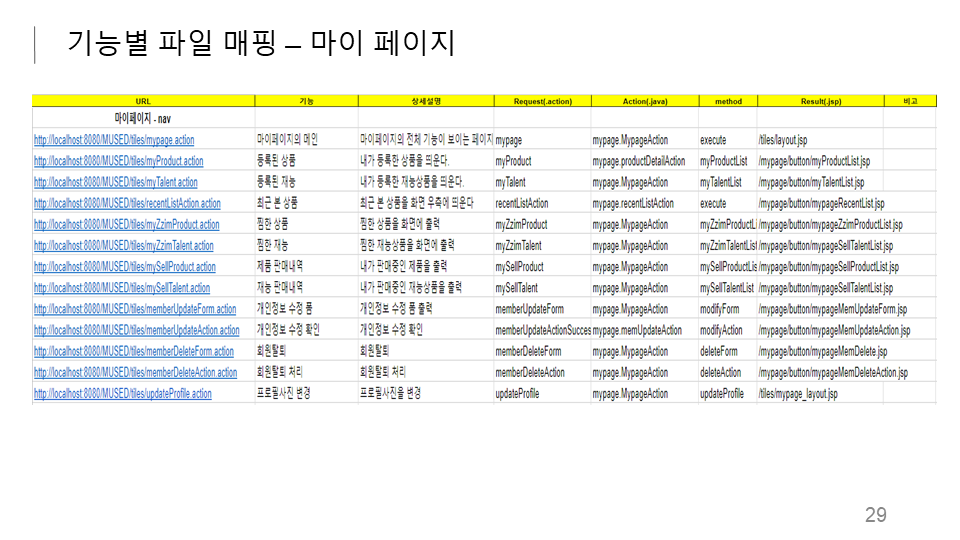 기능별 파일 매핑 – 마이 페이지
URL 기능 상세설명 Request(.action) Action(.java) method Result(.jsp) 비고
마이페이지 - nav
http://localhost:8080/MUSED/tiles/mypage.action 마이페이지의 메인 마이페이지의 전체 기능이 보이는 페이지 mypage mypage.MypageAction execute /tiles/layout.jsp
http://localhost:8080/MUSED/tiles/myProduct.action 등록된 상품 내가 등록한 상품을 띄운다. myProduct mypage.productDetailAction myProductList /mypage/button/myProductList.jsp
http://localhost:8080/MUSED/tiles/myTalent.action 등록된 재능 내가 등록한 재능상품을 띄운다. myTalent mypage.MypageAction myTalentList /mypage/button/myTalentList.jsp
http://localhost:8080/MUSED/tiles/recentListAction.action 최근 본 상품 최근 본 상품을 화면 우측에 띄운다 recentListAction mypage.recentListAction execute /mypage/button/mypageRecentList.jsp
http://localhost:8080/MUSED/tiles/myZzimProduct.action 찜한 상품 찜한 상품을 화면에 출력 myZzimProduct mypage.MypageAction myZzimProductL /mypage/button/mypageZzimProductList.jsp
http://localhost:8080/MUSED/tiles/myZzimTalent.action 찜한 재능 찜한 재능상품을 화면에 출력 myZzimTalent mypage.MypageAction myZzimTalentList /mypage/button/mypageSellTalentList.jsp
http://localhost:8080/MUSED/tiles/mySellProduct.action 제품 판매내역 내가 판매중인 제품을 출력 mySellProduct mypage.MypageAction mySellProductLis /mypage/button/mypageSellProductList.jsp
http://localhost:8080/MUSED/tiles/mySellTalent.action 재능 판매내역 내가 판매중인 재능상품을 출력 mySellTalent mypage.MypageAction mySellTalentList /mypage/button/mypageSellTalentList.jsp
http://localhost:8080/MUSED/tiles/memberUpdateForm.action 개인정보 수정 폼 개인정보 수정 폼 출력 memberUpdateForm mypage.MypageAction modifyForm /mypage/button/mypageMemUpdateForm.jsp
http://localhost:8080/MUSED/tiles/memberUpdateAction.action 개인정보 수정 확인 개인정보 수정 확인 memberUpdateActionSucces mypage.memUpdateAction modifyAction /mypage/button/mypageMemUpdateAction.jsp
http://localhost:8080/MUSED/tiles/memberDeleteForm.action 회원탈퇴 회원탈퇴 memberDeleteForm mypage.MypageAction deleteForm /mypage/button/mypageMemDelete.jsp
http://localhost:8080/MUSED/tiles/memberDeleteAction.action 회원탈퇴 처리 회원탈퇴 처리 memberDeleteAction mypage.MypageAction deleteAction /mypage/button/mypageMemDeleteAction.jsp
http://localhost:8080/MUSED/tiles/updateProfile.action 프로필사진 변경 프로필사진을 변경 updateProfile mypage.MypageAction updateProfile /tiles/mypage_layout.jsp
29